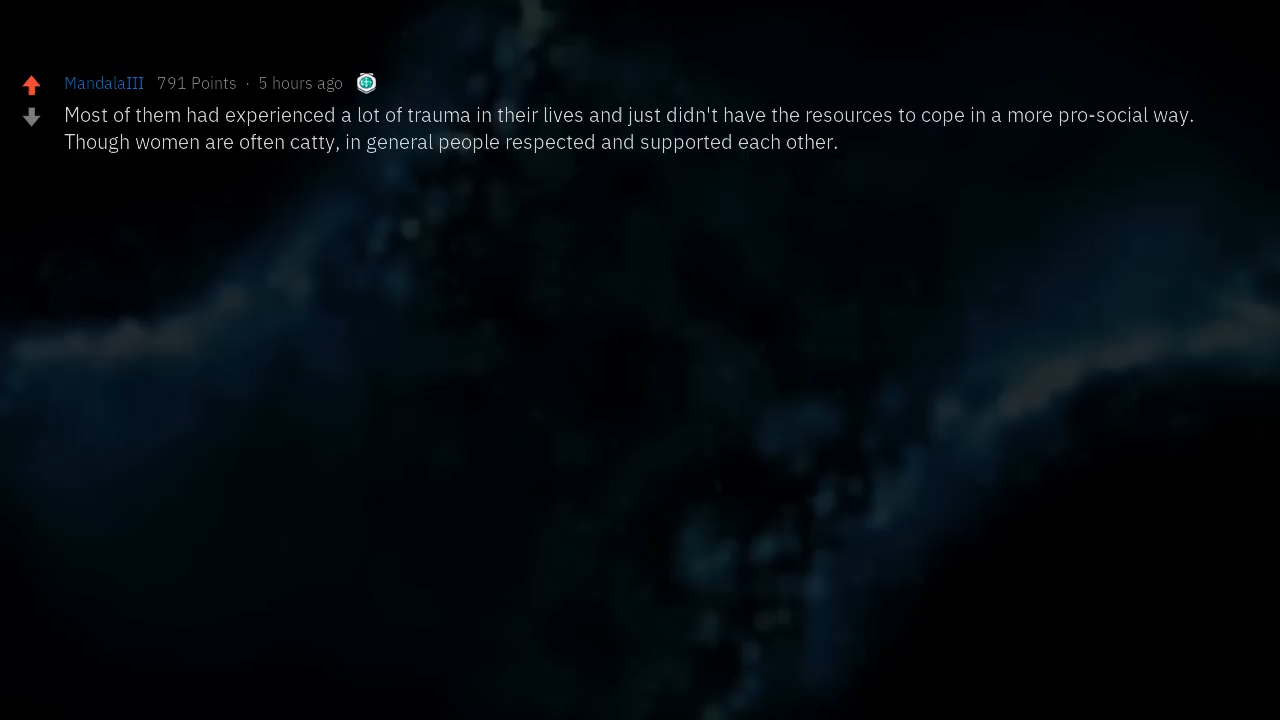 MandalaIII 791 Points · 5 hours ago
Most of them had experienced a lot of trauma in their lives and just didn't have the resources to cope in a more pro-social way.
Though women are often catty, in general people respected and supported each other.